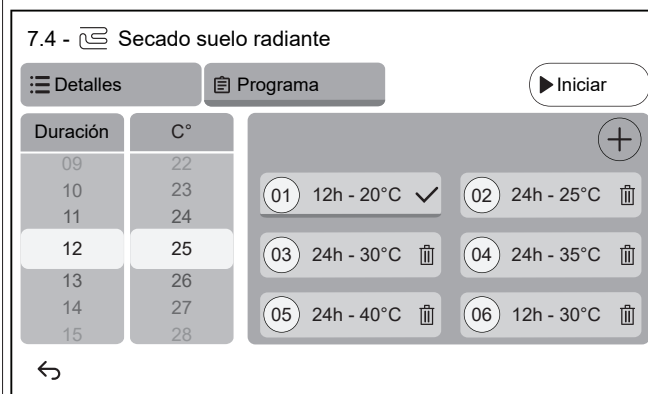 7.4 - Secado suelo radiante
Detalles
Programa
Iniciar
Duración
C°
09
10
11
12
13
14
15
22
23
24
25
26
27
28
01 12h - 20°C
02 24h - 25°C
03 24h - 30°C
04 24h - 35°C
05 24h - 40°C
06 12h - 30°C